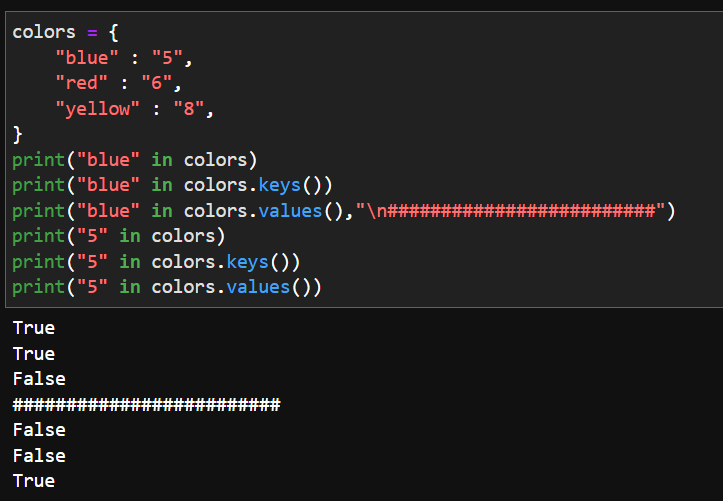 colors = {
    "blue" : "5",
    "red" : "6",
    "yellow" : "8",
}
print("blue" in colors)
print("blue" in colors.keys())
print("blue" in colors.values(),"\n#########################")
print("5" in colors)
print("5" in colors.keys())
print("5" in colors.values())
True
True
False
#########################
False
False
True